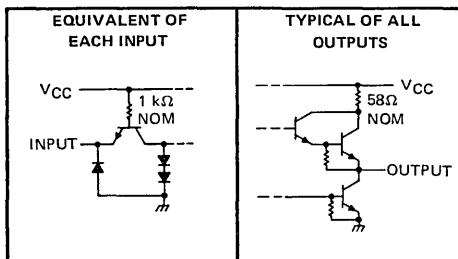 EQUIVALENT OF
EACH INPUT
VCC
1 kΩ
NOM
INPUT
TYPICAL OF ALL
OUTPUTS
VCC
58Ω
NOM
OUTPUT